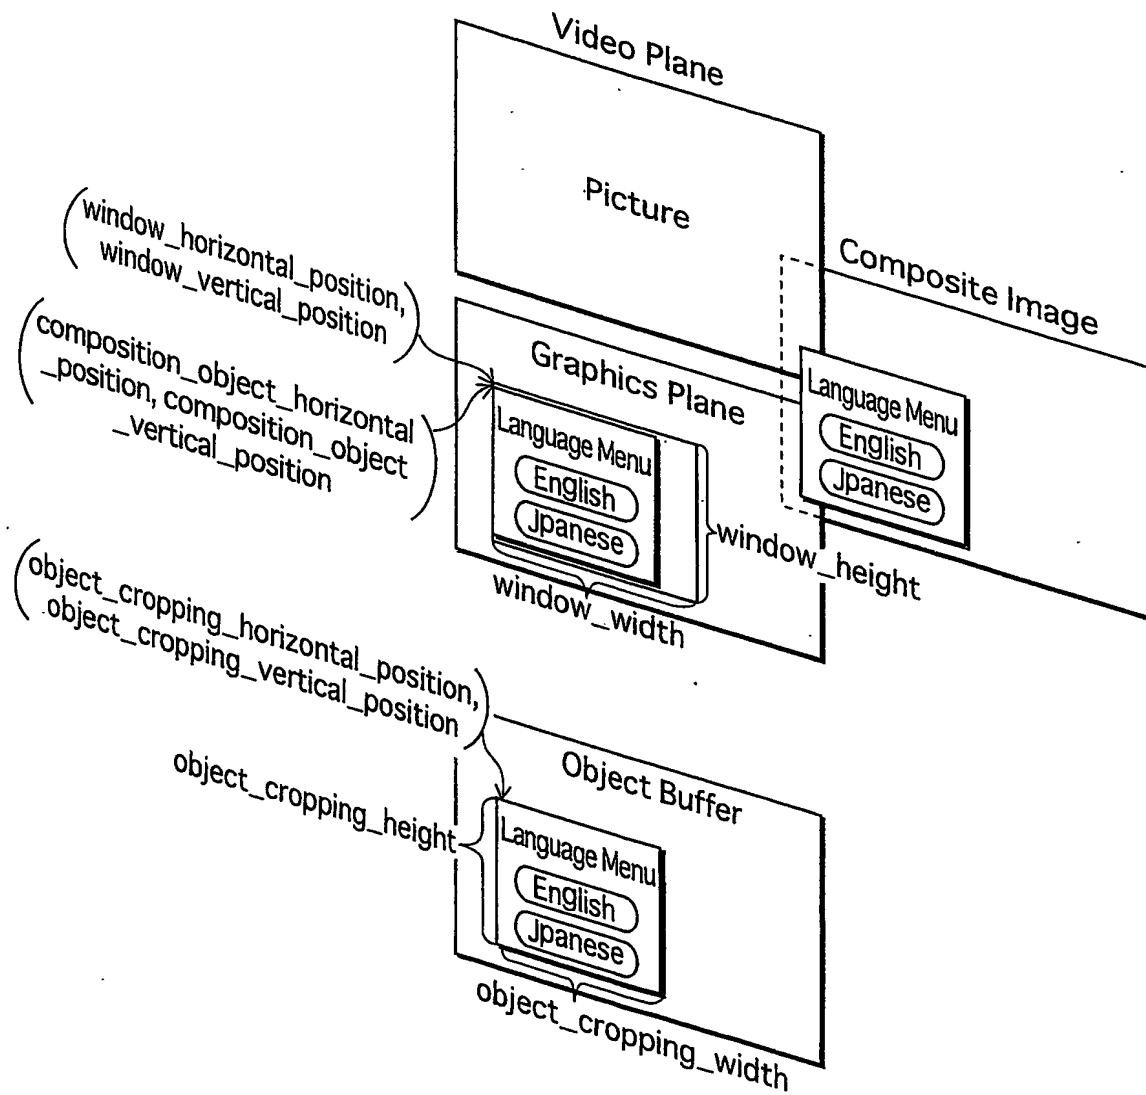 Video Plane
Picture
(window_horizontal_position,
window_vertical_position)
Composite Image
(composition_object_horizontal
_position, composition_object
_vertical_position)
Graphics Plane
Language Menu
English
Jpanese
Language Menu
English
Jpanese
window_height
window_width
(object_cropping_horizontal_position,
object_cropping_vertical_position)
Object Buffer
object_cropping_height
Language Menu
English
Jpanese
object_cropping_width